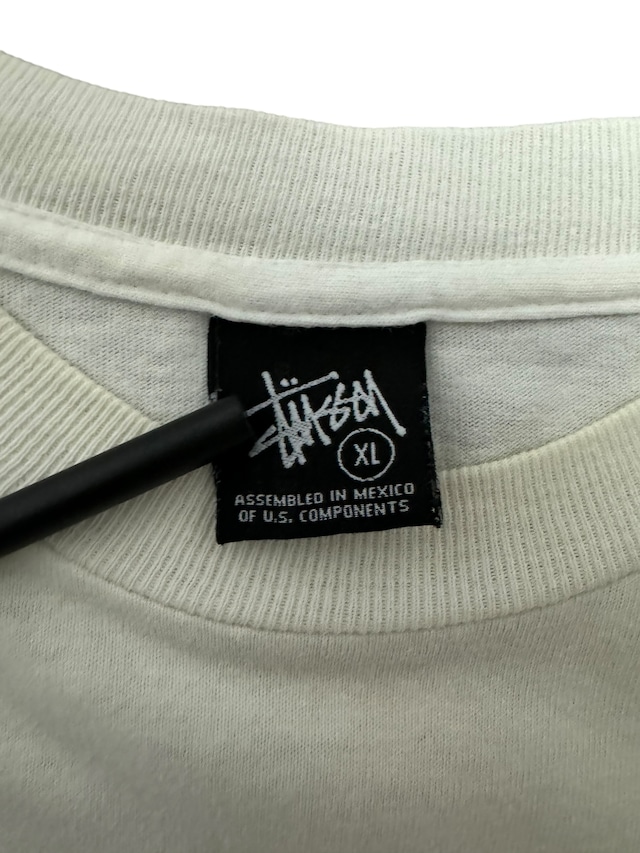 Stüssy
XL
ASSEMBLED IN MEXICO
OF U.S. COMPONENTS